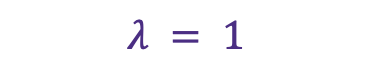 λ = 1